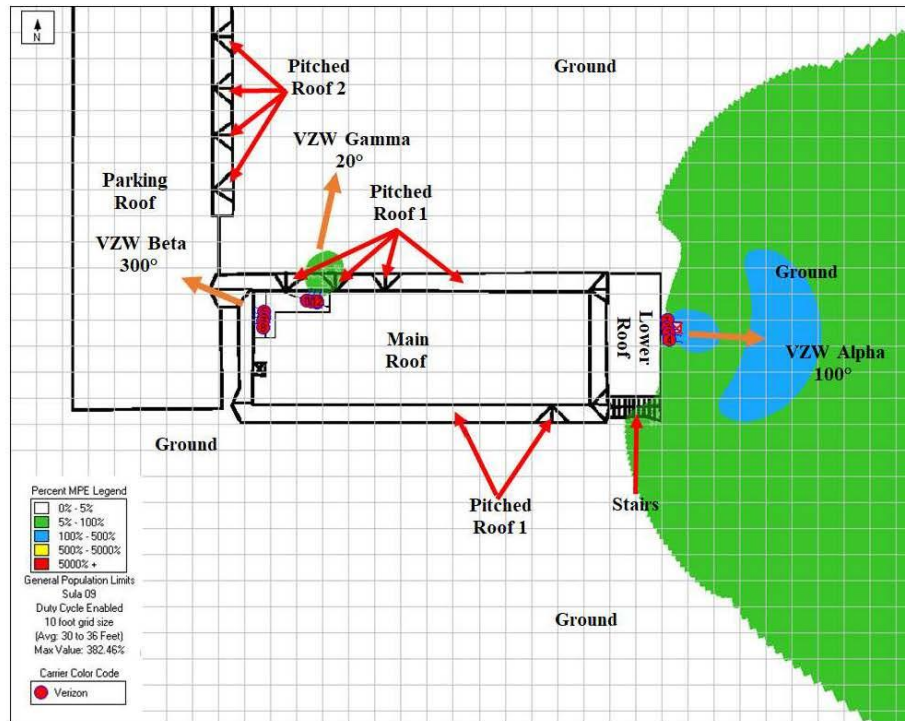 N
Pitched
Roof 2
Ground
VZW Gamma
20°
Parking
Roof
Pitched
Roof 1
VZW Beta
300°
Ground
Main
Roof
Lower
Roof
VZW Alpha
100°
Ground
Pitched
Roof 1
Stairs
Ground
Percent MPE Legend
0% - 5%
5% - 100%
100% - 500%
500% - 5000%
5000% +
General Population Limits
Sula 09
Duty Cycle Enabled
10 foot grid size
(Avg: 30 to 36 Feet)
Max Value: 382.46%
Carrier Color Code
Verizon